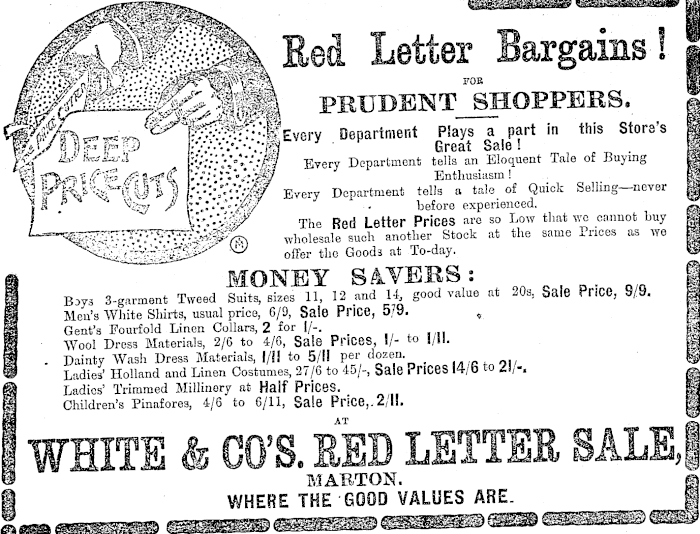 DEEP
PRICE CUTS
Red Letter Bargains!
FOR
PRUDENT SHOPPERS.
Every Department Plays a part in this Store's
Great Sale!
Every Department tells an Eloquent Tale of Buying
Enthusiasm!
Every Department tells a tale of Quick Selling—never
before experienced.
The Red Letter Prices are so Low that we cannot buy
wholesale such another Stock at the same Prices as we
offer the Goods at To-day.
MONEY SAVERS:
Boys 3-garment Tweed Suits, sizes 11, 12 and 14, good value at 20s, Sale Price, 9/9.
Men's White Shirts, usual price, 6/9, Sale Price, 5/9.
Gent's Fourfold Linen Collars, 2 for 1/-.
Wool Dress Materials, 2/6 to 4/6, Sale Prices, 1/- to 1/11.
Dainty Wash Dress Materials, 1/11 to 5/11 per dozen.
Ladies' Holland and Linen Costumes, 27/6 to 45/-, Sale Prices 14/6 to 21/-.
Ladies' Trimmed Millinery at Half Prices.
Children's Pinafores, 4/6 to 6/11, Sale Price, 2/11.
AT
WHITE & CO'S. RED LETTER SALE,
MARTON.
WHERE THE GOOD VALUES ARE.